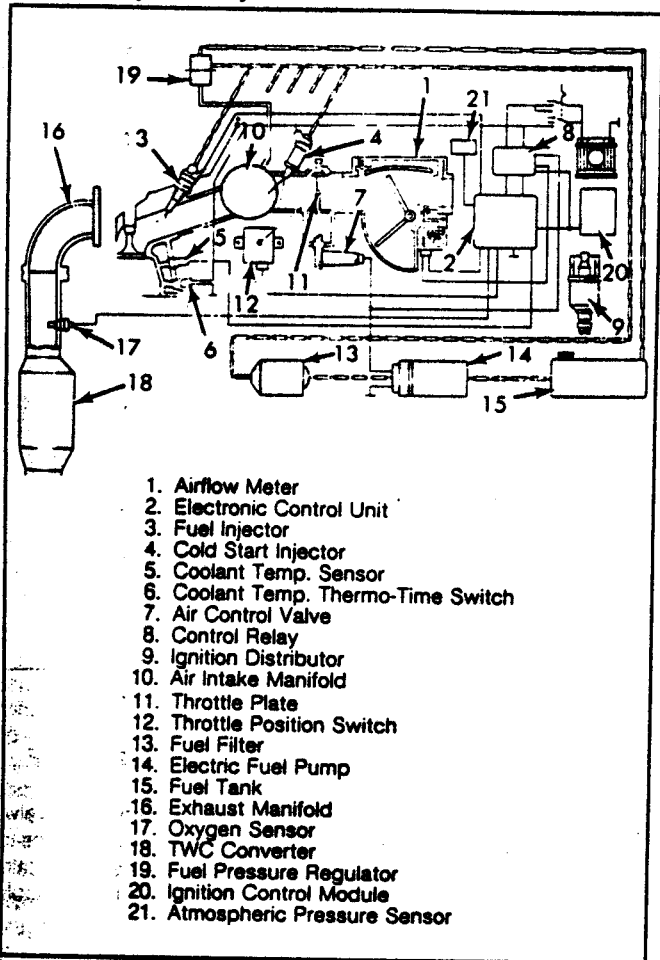 19
16
3
10
4
1
21
8
5
7
2
12
11
20
6
9
17
13
14
18
15
1. Airflow Meter
2. Electronic Control Unit
3. Fuel Injector
4. Cold Start Injector
5. Coolant Temp. Sensor
6. Coolant Temp. Thermo-Time Switch
7. Air Control Valve
8. Control Relay
9. Ignition Distributor
10. Air Intake Manifold
11. Throttle Plate
12. Throttle Position Switch
13. Fuel Filter
14. Electric Fuel Pump
15. Fuel Tank
16. Exhaust Manifold
17. Oxygen Sensor
18. TWC Converter
19. Fuel Pressure Regulator
20. Ignition Control Module
21. Atmospheric Pressure Sensor